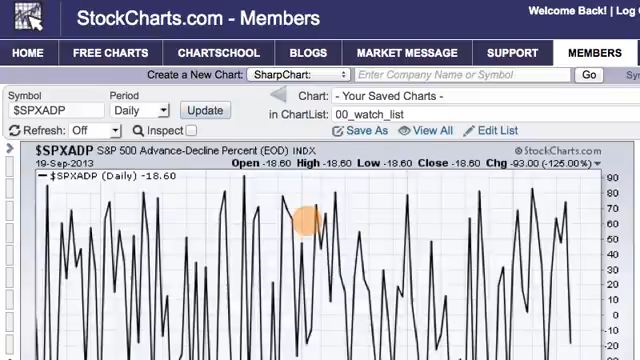 StockCharts.com - Members
Welcome Back! | Log
HOME FREE CHARTS CHARTSCHOOL BLOGS MARKET MESSAGE SUPPORT MEMBERS
Create a New Chart: SharpChart: Enter Company Name or Symbol Go
Symbol Period Chart: - Your Saved Charts -
$SPXADP Daily Update in ChartList: 00_watch_list
Refresh: Off Inspect Save As View All Edit List
$SPXADP S&P 500 Advance-Decline Percent (EOD) INDX © StockCharts.com
19-Sep-2013 Open -18.60 High -18.60 Low -18.60 Close -18.60 Chg -93.00 (-125.00%)
$SPXADP (Daily) -18.60
90
80
70
60
50
40
30
20
10
0
-10
-20